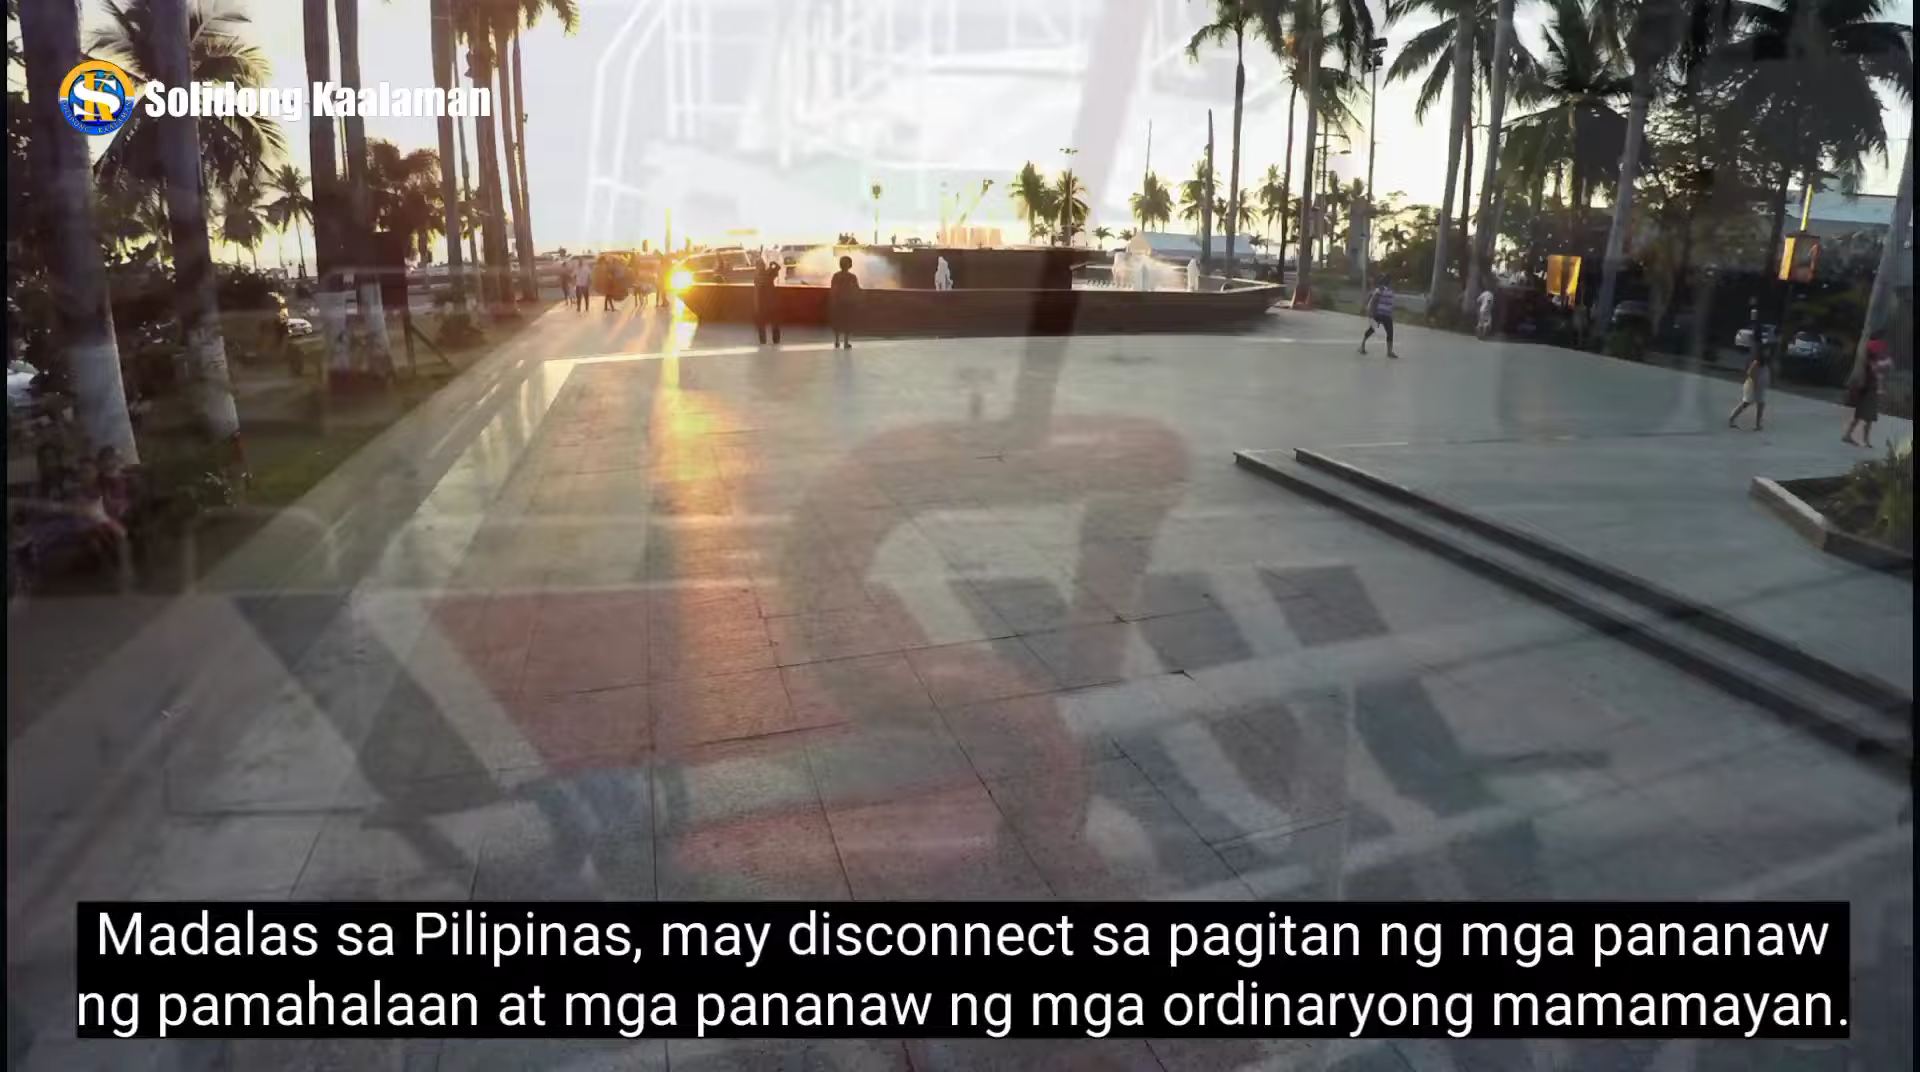 Solidong Kaalaman
Madalas sa Pilipinas, may disconnect sa pagitan ng mga pananaw
ng pamahalaan at mga pananaw ng mga ordinaryong mamamayan.